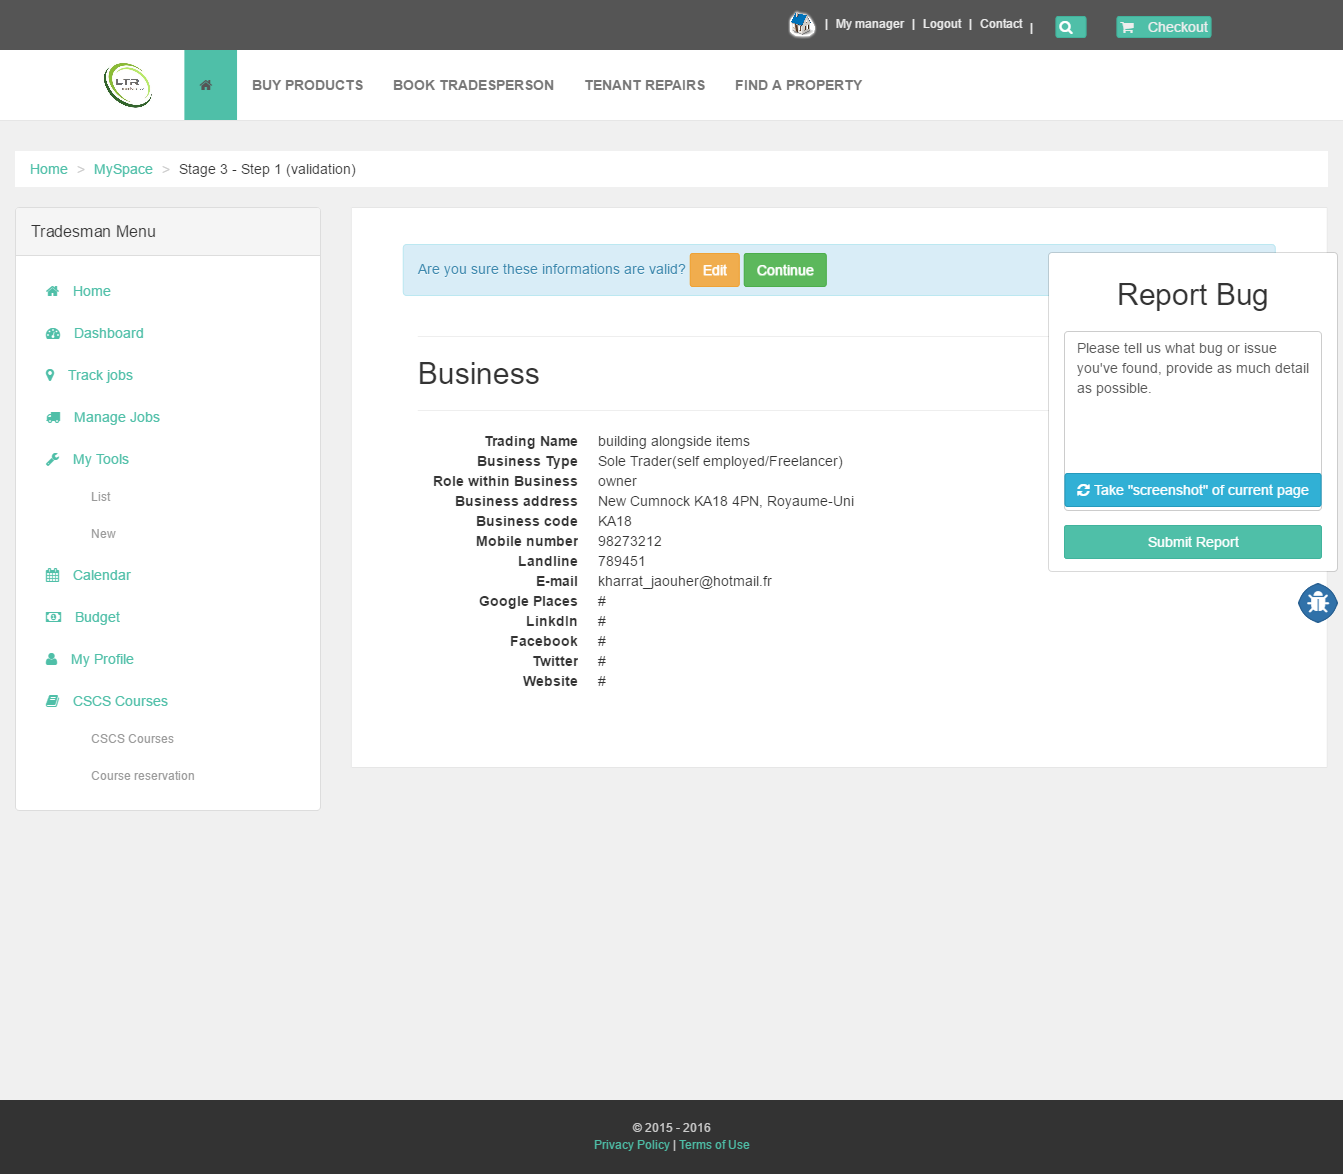 | My manager | Logout | Contact |
Checkout
LTR
BUY PRODUCTS BOOK TRADESPERSON TENANT REPAIRS FIND A PROPERTY
Home > MySpace > Stage 3 - Step 1 (validation)
Tradesman Menu
Home
Dashboard
Track jobs
Manage Jobs
My Tools
List
New
Calendar
Budget
My Profile
CSCS Courses
CSCS Courses
Course reservation
Are you sure these informations are valid? Edit Continue
Business
Trading Name building alongside items
Business Type Sole Trader(self employed/Freelancer)
Role within Business owner
Business address New Cumnock KA18 4PN, Royaume-Uni
Business code KA18
Mobile number 98273212
Landline 789451
E-mail kharrat_jaouher@hotmail.fr
Google Places #
LinkdIn #
Facebook #
Twitter #
Website #
Report Bug
Please tell us what bug or issue
you've found, provide as much detail
as possible.
Take "screenshot" of current page
Submit Report
© 2015 - 2016
Privacy Policy | Terms of Use